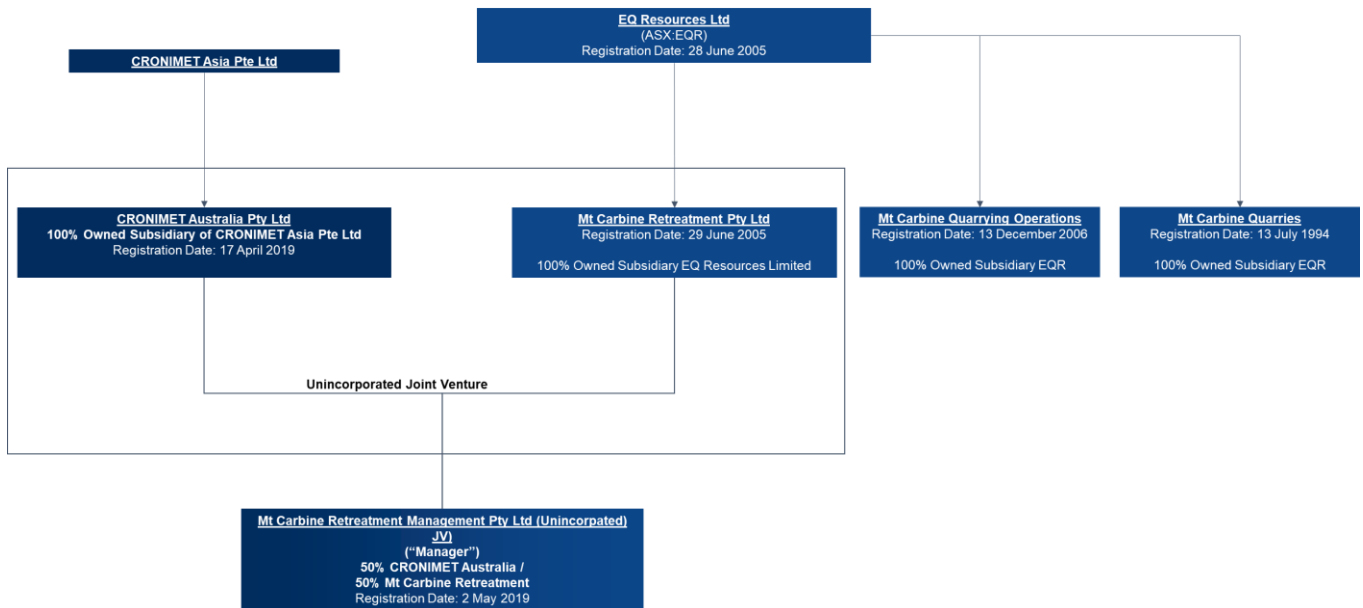 EQ Resources Ltd
(ASX:EQR)
Registration Date: 28 June 2005
CRONIMET Asia Pte Ltd
CRONIMET Australia Pty Ltd
100% Owned Subsidiary of CRONIMET Asia Pte Ltd
Registration Date: 17 April 2019
Mt Carbine Retreatment Pty Ltd
Registration Date: 29 June 2005
100% Owned Subsidiary EQ Resources Limited
Mt Carbine Quarrying Operations
Registration Date: 13 December 2006
100% Owned Subsidiary EQR
Mt Carbine Quarries
Registration Date: 13 July 1994
100% Owned Subsidiary EQR
Unincorporated Joint Venture
Mt Carbine Retreatment Management Pty Ltd (Unincorpated)
JV)
("Manager")
50% CRONIMET Australia /
50% Mt Carbine Retreatment
Registration Date: 2 May 2019